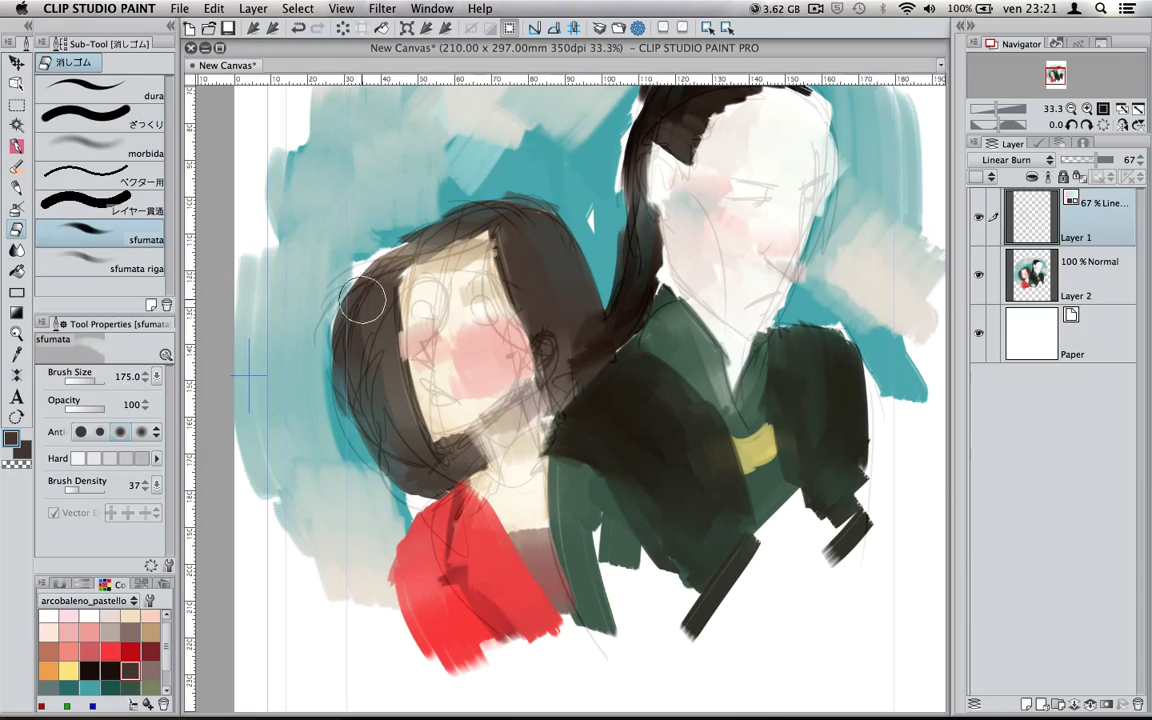 CLIP STUDIO PAINT File Edit Layer Select View Filter Window Help 3.62 GB 100% ven 23:21
New Canvas* (210.00 x 297.00mm 350dpi 33.3%) - CLIP STUDIO PAINT PRO
Sub-Tool [消しゴム]
消しゴム
dura
ざっくり
morbida
ベクター用
レイヤー貫通
sfumata
sfumata riga
Tool Properties [sfumata]
sfumata
Brush Size 175.0
Opacity 100
Anti-
Hard
Brush Density 37
Vector E
Co
arcobaleno_pastello
New Canvas*
Navigator
33.3
0.0
Layer
Linear Burn 67
67 % Line...
Layer 1
100 % Normal
Layer 2
Paper